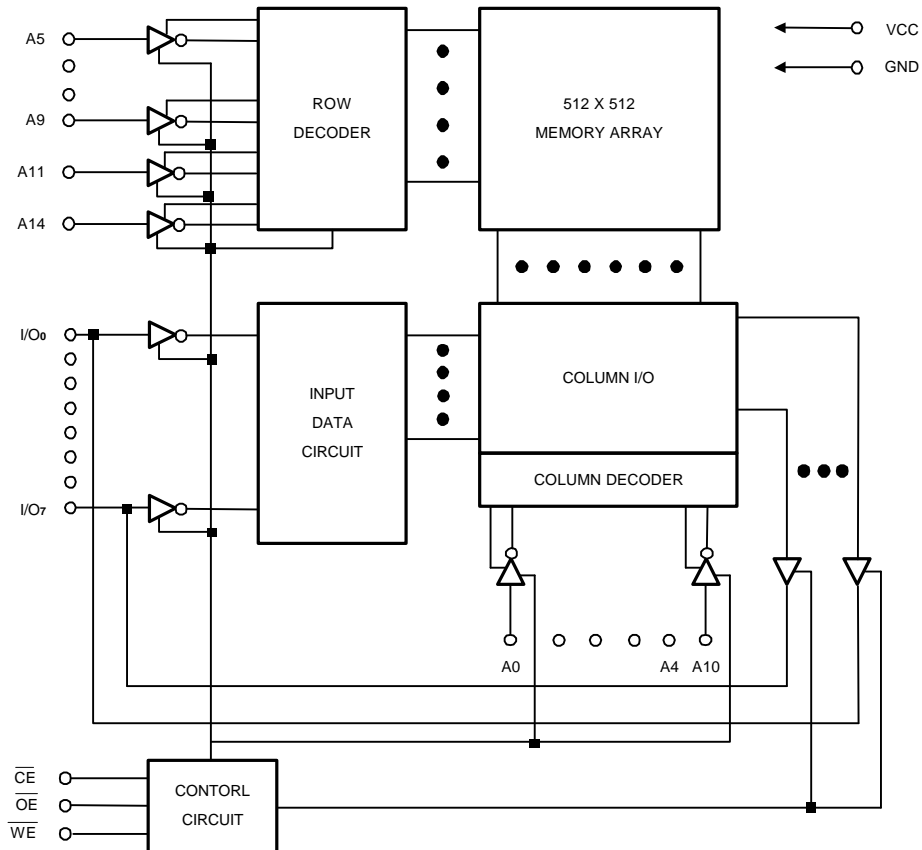 A5
A9
A11
A14
ROW
DECODER
512 X 512
MEMORY ARRAY
VCC
GND
I/O0
I/O7
INPUT
DATA
CIRCUIT
COLUMN I/O
COLUMN DECODER
A0
A4
A10
CE
OE
WE
CONTORL
CIRCUIT